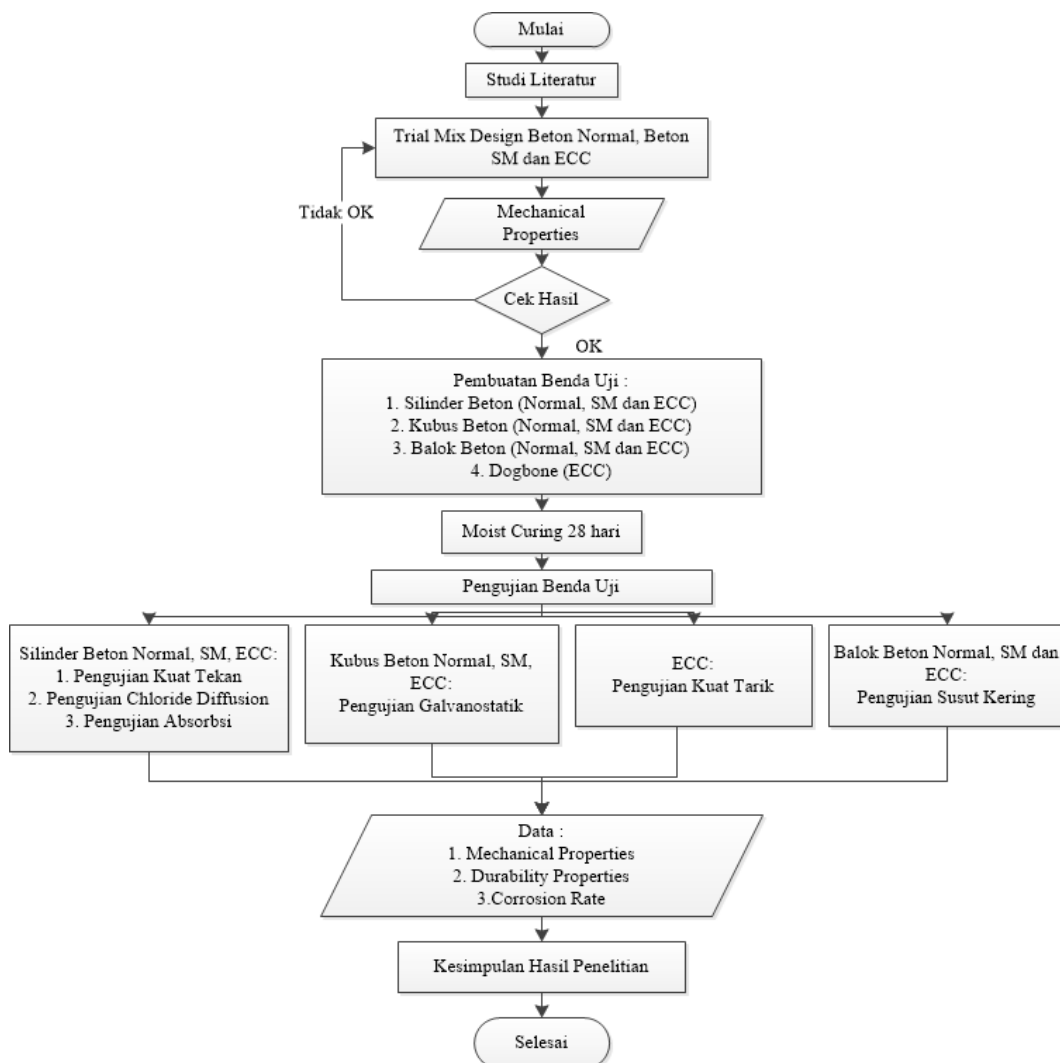 Mulai
Studi Literatur
Trial Mix Design Beton Normal, Beton
SM dan ECC
Tidak OK
Mechanical
Properties
Cek Hasil
OK
Pembuatan Benda Uji :
1. Silinder Beton (Normal, SM dan ECC)
2. Kubus Beton (Normal, SM dan ECC)
3. Balok Beton (Normal, SM dan ECC)
4. Dogbone (ECC)
Moist Curing 28 hari
Pengujian Benda Uji
Silinder Beton Normal, SM, ECC:
1. Pengujian Kuat Tekan
2. Pengujian Chloride Diffusion
3. Pengujian Absorbsi
Kubus Beton Normal, SM,
ECC:
Pengujian Galvanostatik
ECC:
Pengujian Kuat Tarik
Balok Beton Normal, SM dan
ECC:
Pengujian Susut Kering
Data :
1. Mechanical Properties
2. Durability Properties
3.Corrosion Rate
Kesimpulan Hasil Penelitian
Selesai